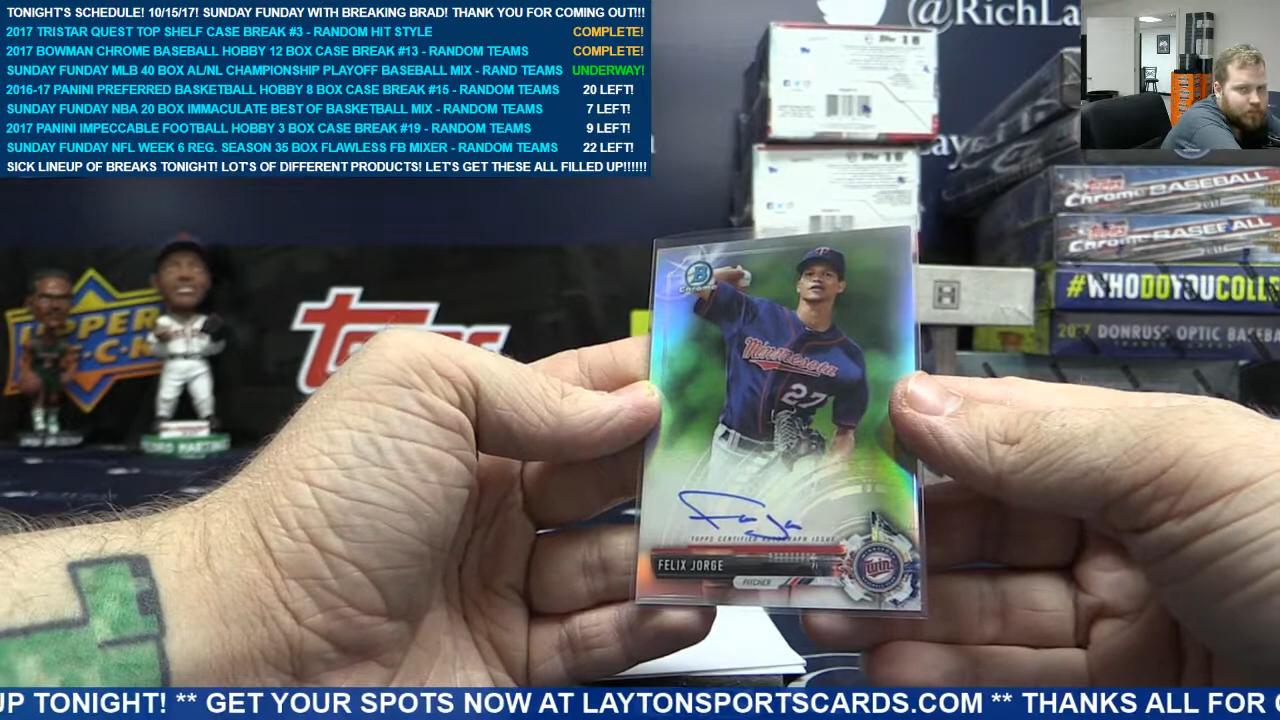 TONIGHT'S SCHEDULE! 10/15/17! SUNDAY FUNDAY WITH BREAKING BRAD! THANK YOU FOR COMING OUT!!!
2017 TRISTAR QUEST TOP SHELF CASE BREAK #3 - RANDOM HIT STYLE COMPLETE!
2017 BOWMAN CHROME BASEBALL HOBBY 12 BOX CASE BREAK #13 - RANDOM TEAMS COMPLETE!
SUNDAY FUNDAY MLB 40 BOX AL/NL CHAMPIONSHIP PLAYOFF BASEBALL MIX - RAND TEAMS UNDERWAY!
2016-17 PANINI PREFERRED BASKETBALL HOBBY 8 BOX CASE BREAK #15 - RANDOM TEAMS 20 LEFT!
SUNDAY FUNDAY NBA 20 BOX IMMACULATE BEST OF BASKETBALL MIX - RANDOM TEAMS 7 LEFT!
2017 PANINI IMPECCABLE FOOTBALL HOBBY 3 BOX CASE BREAK #19 - RANDOM TEAMS 9 LEFT!
SUNDAY FUNDAY NFL WEEK 6 REG. SEASON 35 BOX FLAWLESS FB MIXER - RANDOM TEAMS 22 LEFT!
SICK LINEUP OF BREAKS TONIGHT! LOT'S OF DIFFERENT PRODUCTS! LET'S GET THESE ALL FILLED UP!!!!!!
@RichLa
Topps Chrome BASEBALL
Topps Chrome BASEBALL 2017
#WHODOYOUCOLLE
2017 DONRUSS OPTIC BASEBA
UPPER
Topps
B
Chrome
Minnesota
27
TOPPS CERTIFIED AUTOGRAPH ISSUE
FELIX JORGE
PITCHER
Twins
UP TONIGHT! ** GET YOUR SPOTS NOW AT LAYTONSPORTSCARDS.COM ** THANKS ALL FOR